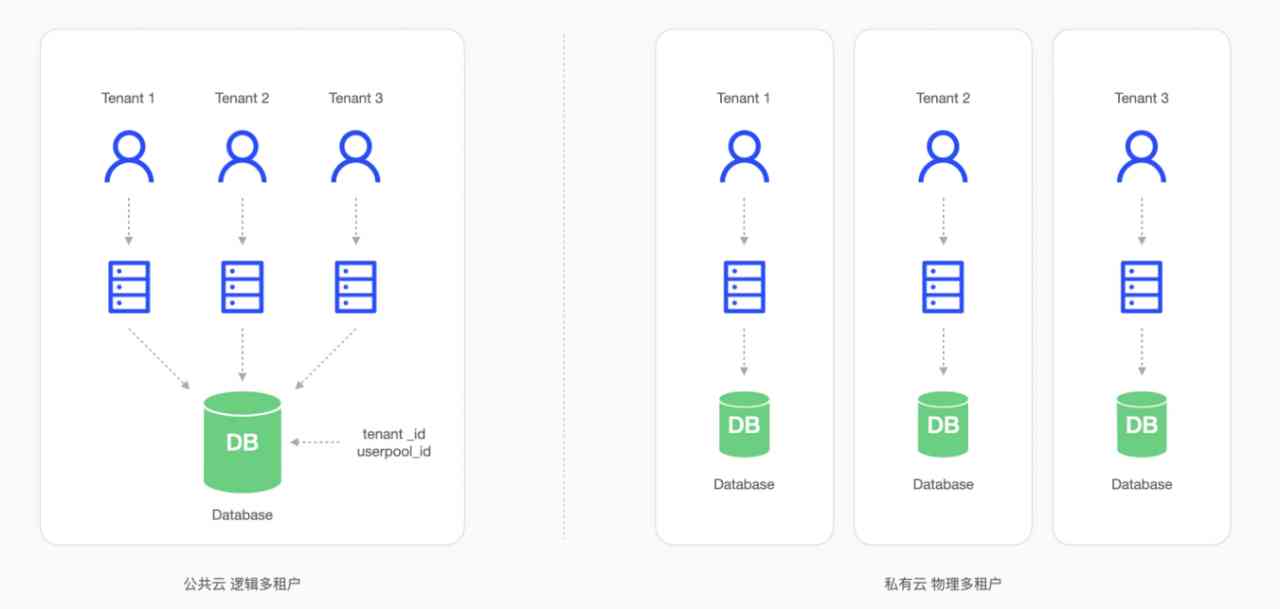 Tenant 1
Tenant 2
Tenant 3
DB
tenant _id
userpool_id
Database
公共云 逻辑多租户
Tenant 1
Tenant 2
Tenant 3
DB
DB
DB
Database
Database
Database
私有云 物理多租户